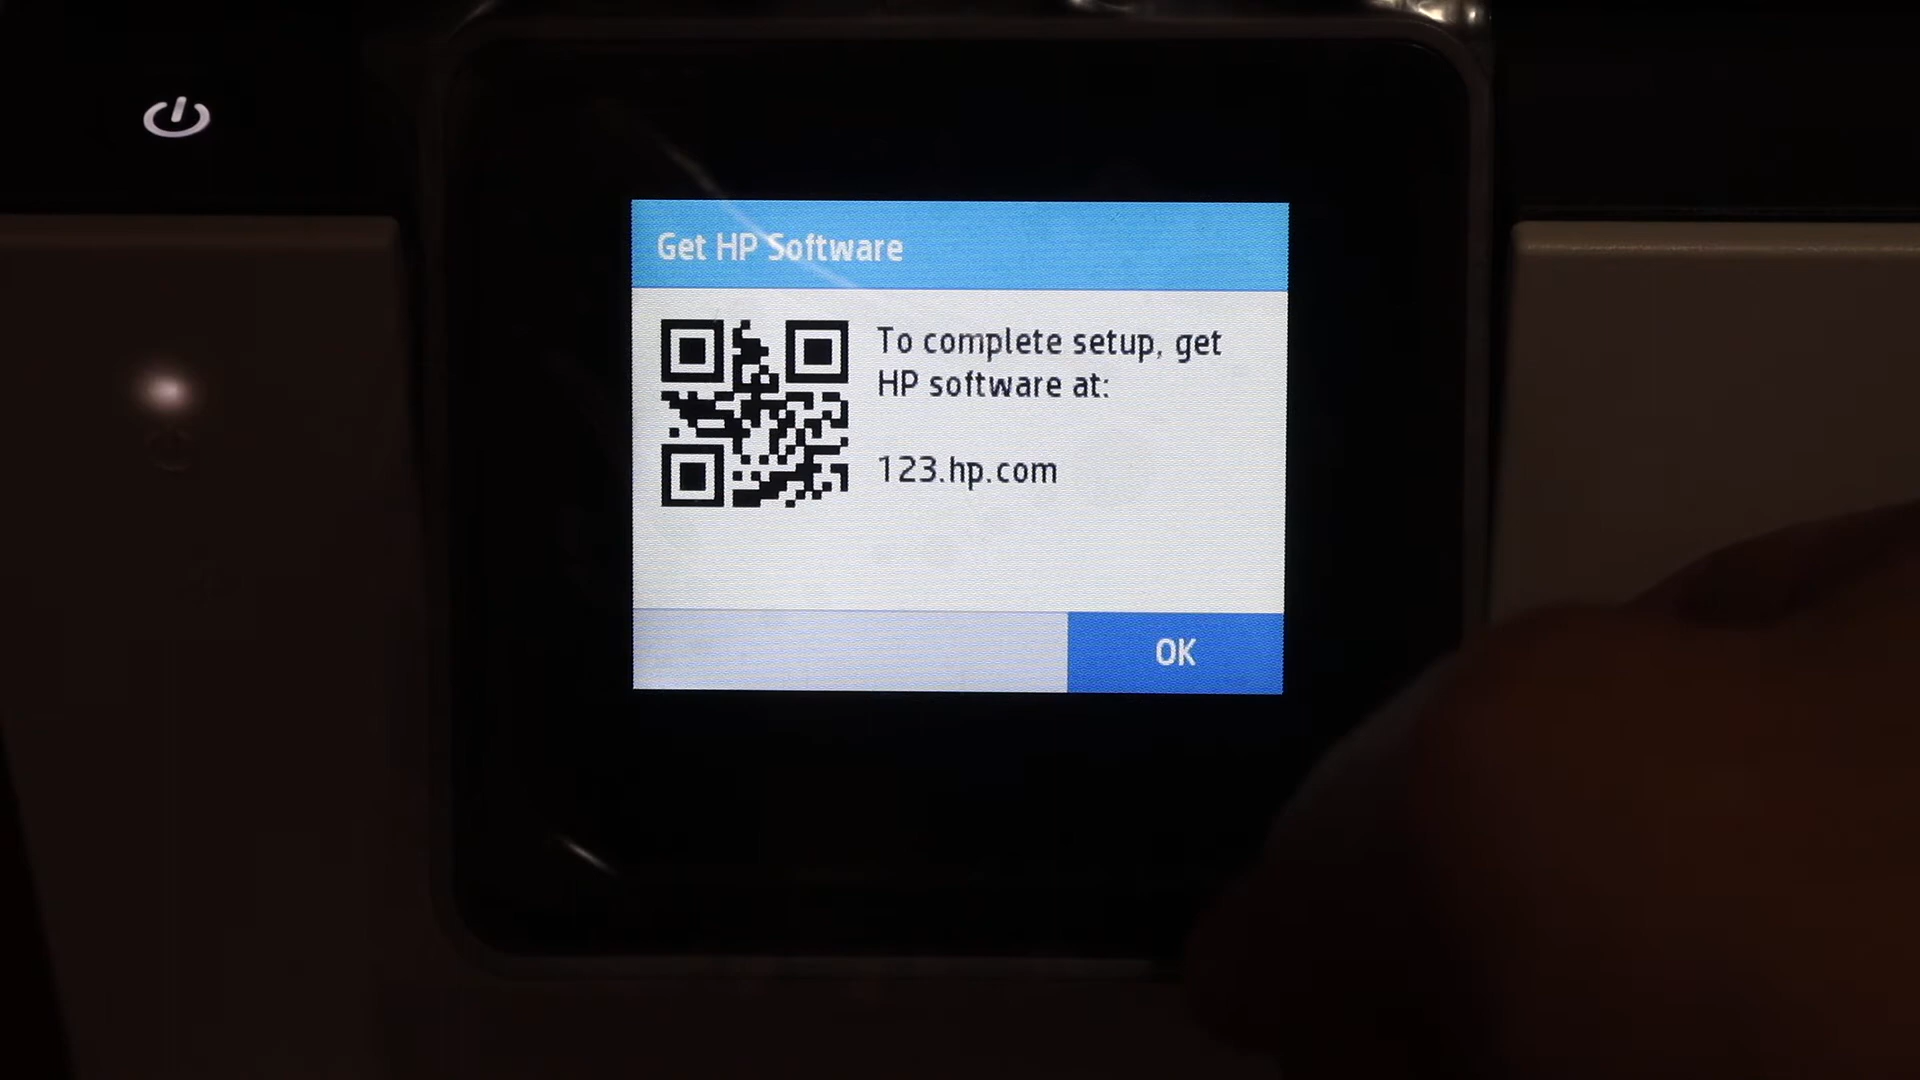 Get HP Software
To complete setup, get
HP software at:
123.hp.com
OK